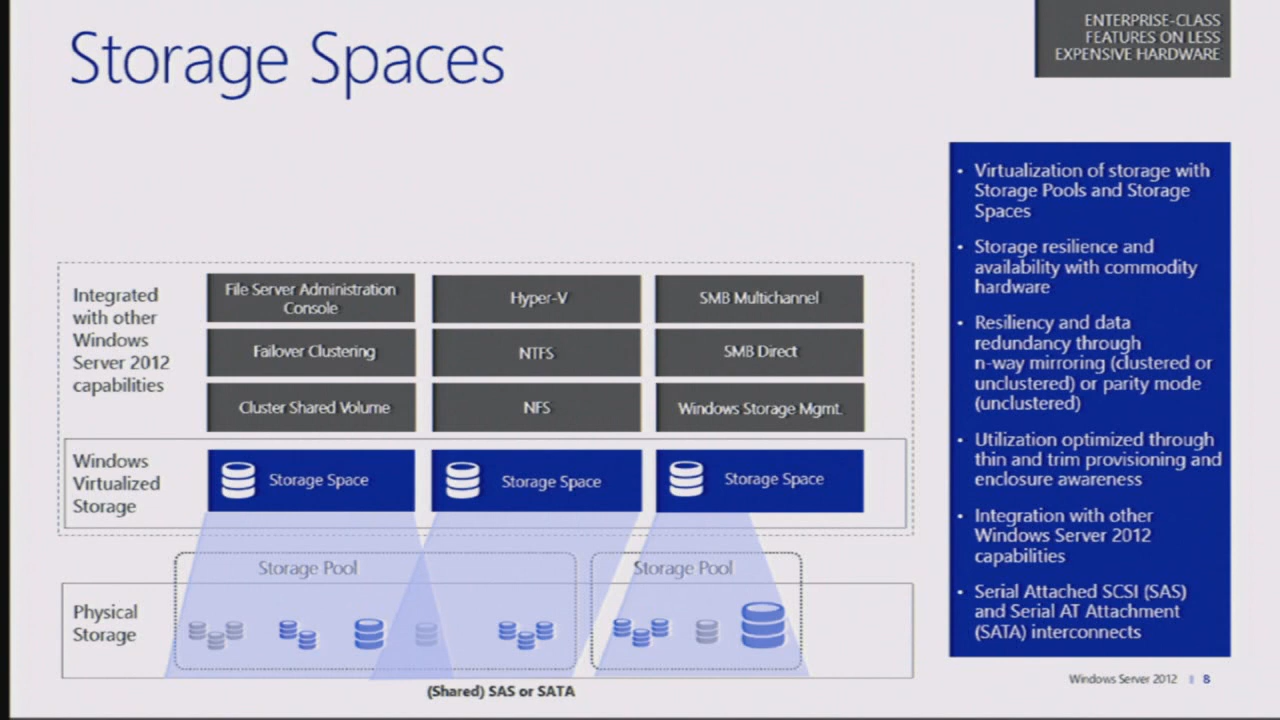 Storage Spaces
ENTERPRISE-CLASS
FEATURES ON LESS
EXPENSIVE HARDWARE
Integrated
with other
Windows
Server 2012
capabilities
File Server Administration
Console
Hyper-V
SMB Multichannel
Failover Clustering
NTFS
SMB Direct
Cluster Shared Volume
NFS
Windows Storage Mgmt.
Windows
Virtualized
Storage
Storage Space
Storage Space
Storage Space
Storage Pool
Storage Pool
Physical
Storage
(Shared) SAS or SATA
• Virtualization of storage with
Storage Pools and Storage
Spaces
• Storage resilience and
availability with commodity
hardware
• Resiliency and data
redundancy through
n-way mirroring (clustered or
unclustered) or parity mode
(unclustered)
• Utilization optimized through
thin and trim provisioning and
enclosure awareness
• Integration with other
Windows Server 2012
capabilities
• Serial Attached SCSI (SAS)
and Serial AT Attachment
(SATA) interconnects
Windows Server 2012 | 8